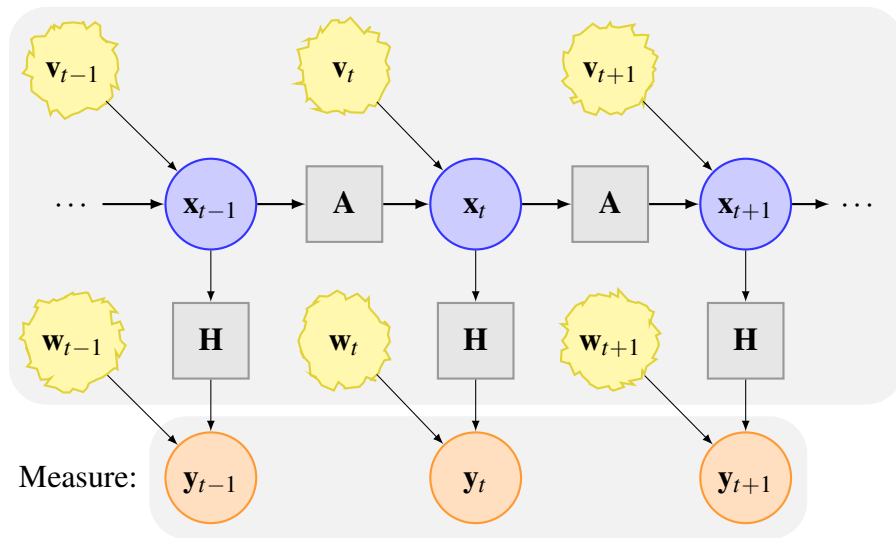 v_{t−1} v_t v_{t+1}
⋯ x_{t−1} A x_t A x_{t+1} ⋯
w_{t−1} H w_t H w_{t+1} H
Measure: y_{t−1} y_t y_{t+1}